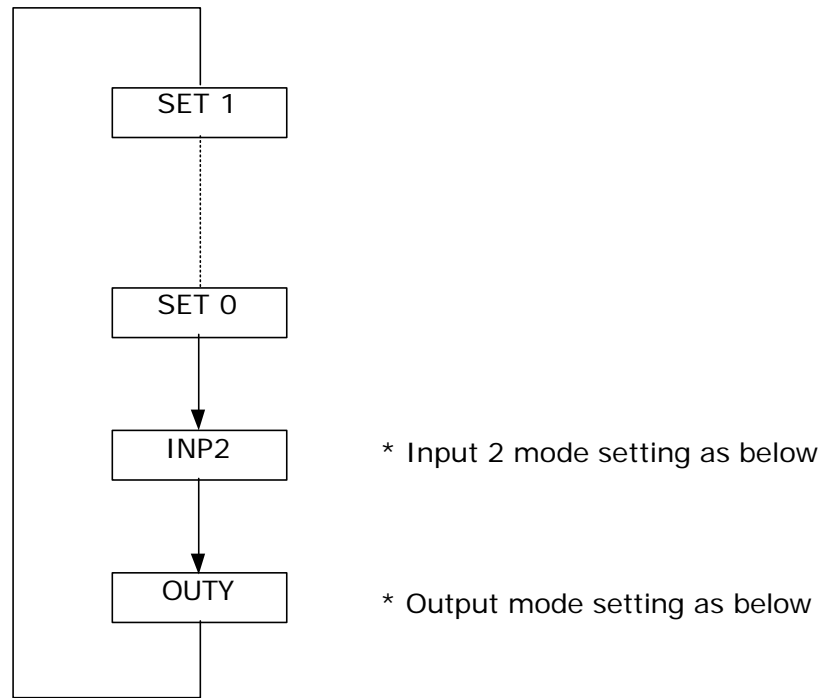 SET 1
SET 0
INP2
* Input 2 mode setting as below
OUTY
* Output mode setting as below